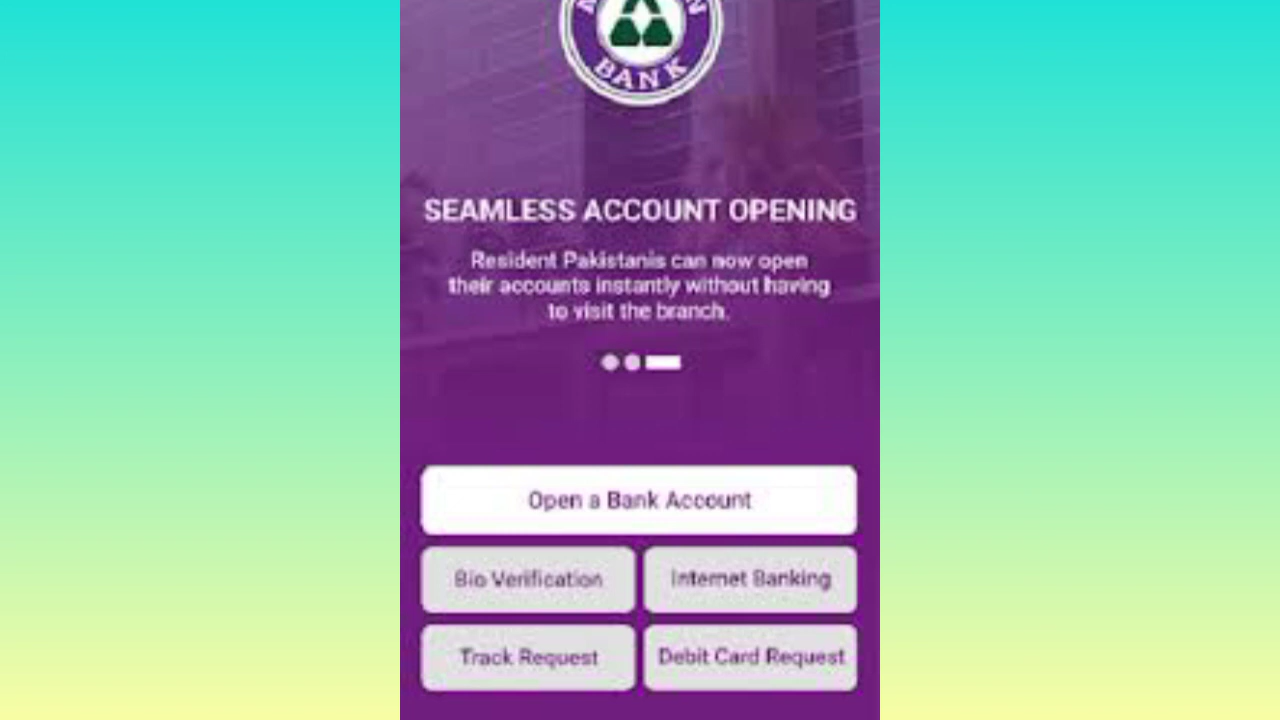 BANK
SEAMLESS ACCOUNT OPENING
Resident Pakistanis can now open
their accounts instantly without having
to visit the branch.
Open a Bank Account
Bio Verification
Internet Banking
Track Request
Debit Card Request